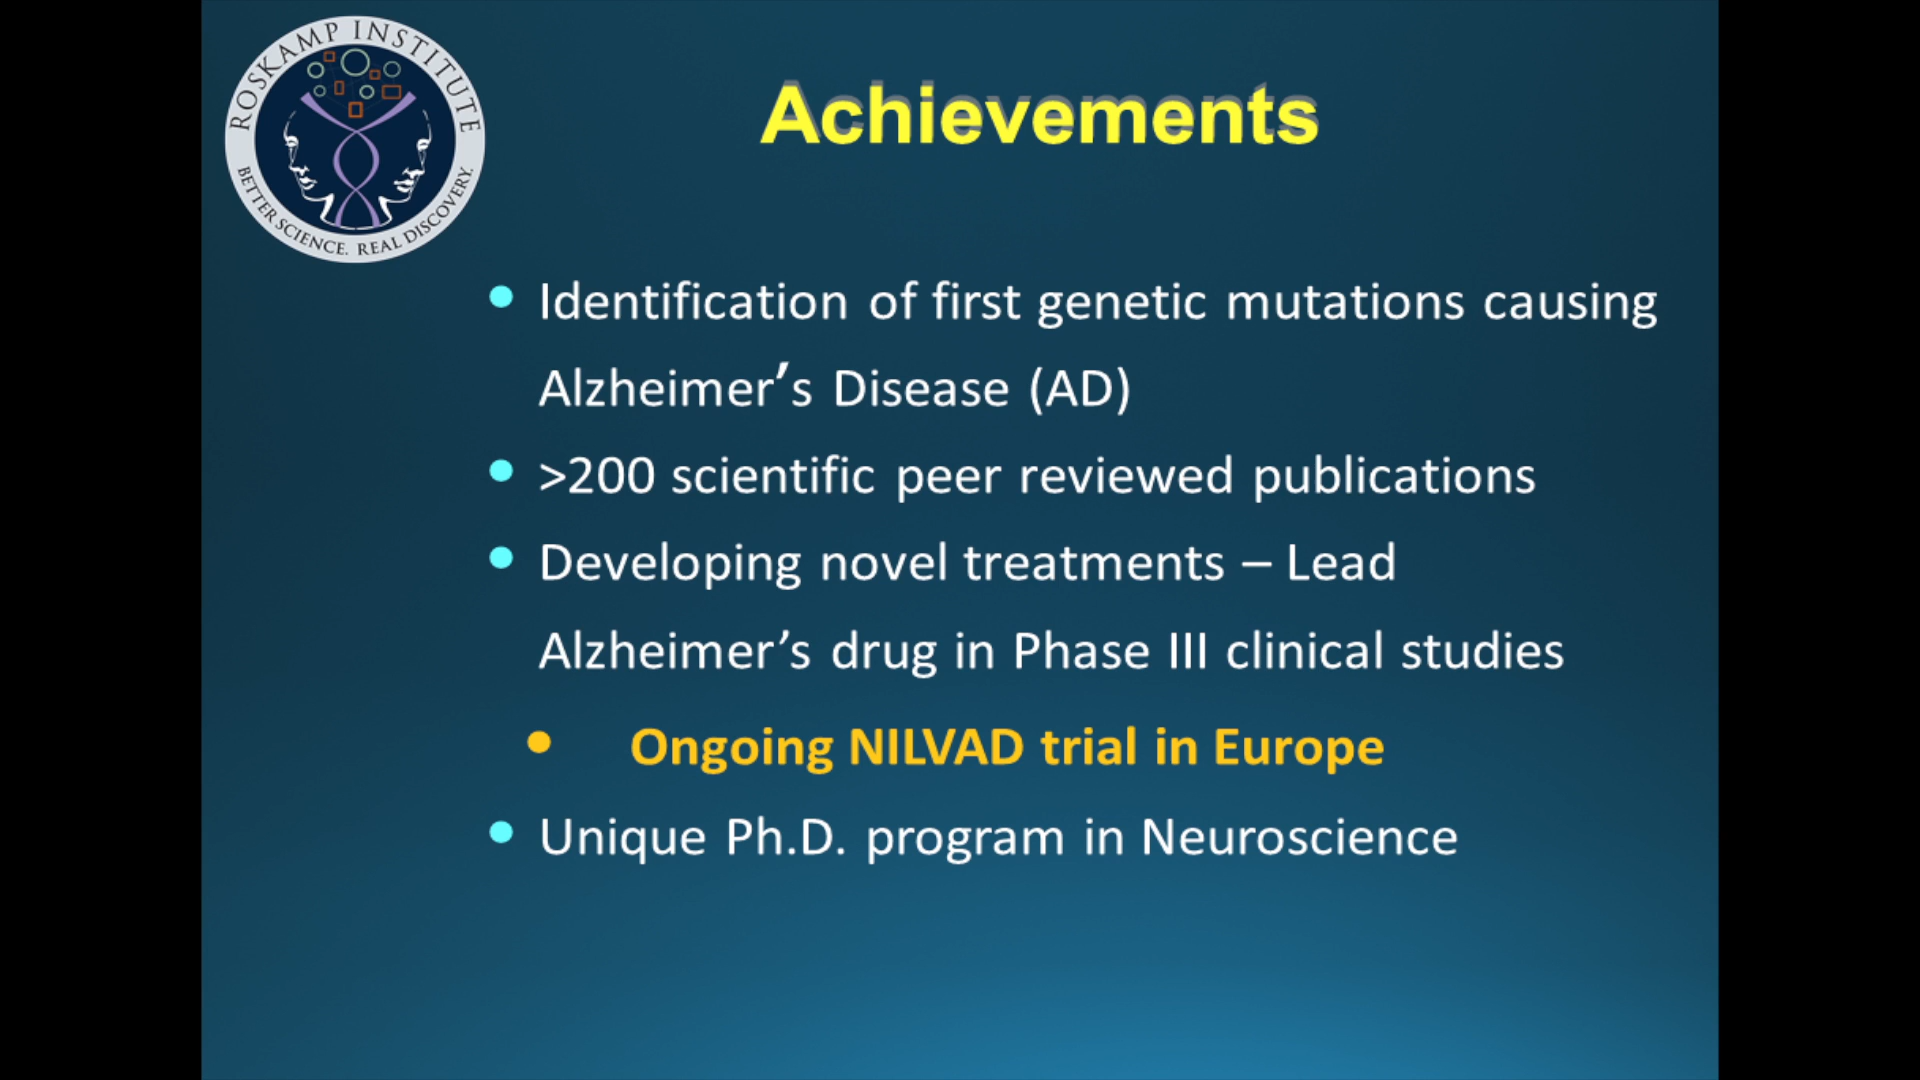 ROSKAMP INSTITUTE
BETTER SCIENCE. REAL DISCOVERY.
Achievements
• Identification of first genetic mutations causing
Alzheimer’s Disease (AD)
• >200 scientific peer reviewed publications
• Developing novel treatments – Lead
Alzheimer’s drug in Phase III clinical studies
• Ongoing NILVAD trial in Europe
• Unique Ph.D. program in Neuroscience